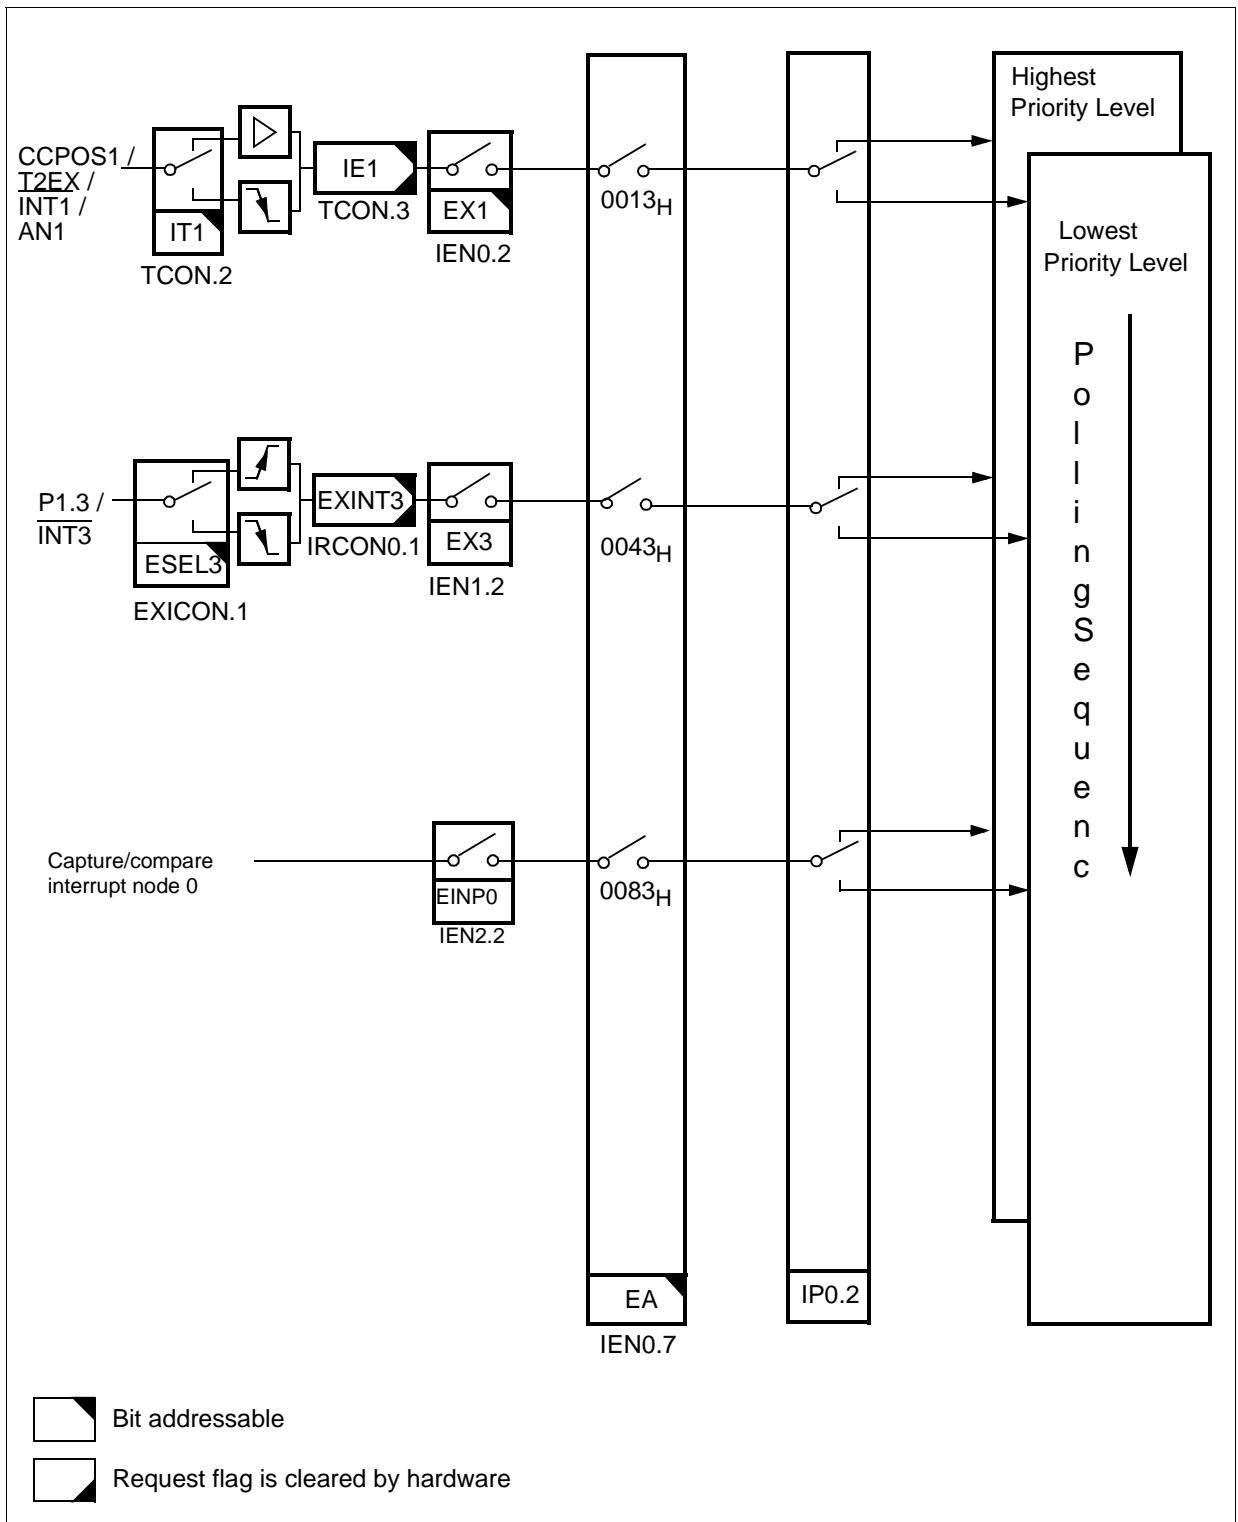 Highest
Priority Level
CCPOS1 /
T2EX /
INT1 /
AN1
IT1
TCON.2
IE1
TCON.3
EX1
IEN0.2
0013H
Lowest
Priority Level
P1.3 /
INT3
ESEL3
EXICON.1
EXINT3
IRCON0.1
EX3
IEN1.2
0043H
Capture/compare
interrupt node 0
EINP0
IEN2.2
0083H
P
o
l
l
i
n
g
S
e
q
u
e
n
c
EA
IEN0.7
IP0.2
Bit addressable
Request flag is cleared by hardware